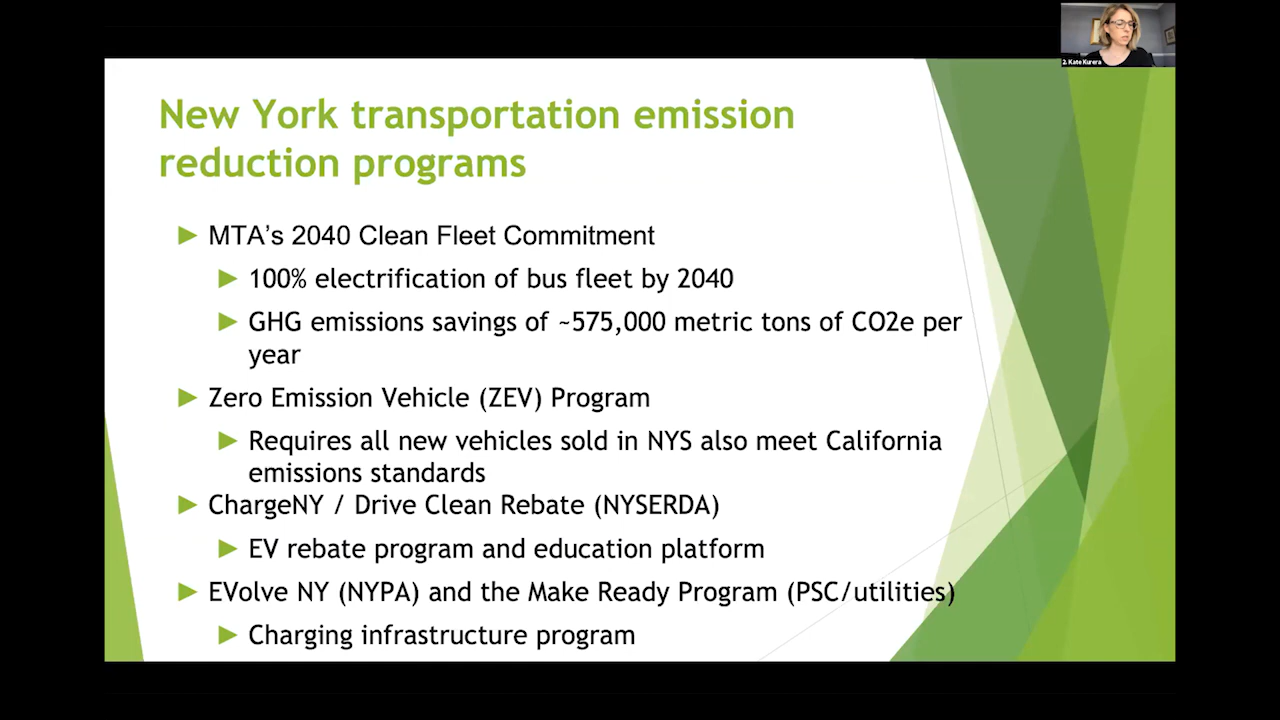 2. Kate Kurera
New York transportation emission
reduction programs
MTA's 2040 Clean Fleet Commitment
100% electrification of bus fleet by 2040
GHG emissions savings of ~575,000 metric tons of CO2e per
year
Zero Emission Vehicle (ZEV) Program
Requires all new vehicles sold in NYS also meet California
emissions standards
ChargeNY / Drive Clean Rebate (NYSERDA)
EV rebate program and education platform
EVolve NY (NYPA) and the Make Ready Program (PSC/utilities)
Charging infrastructure program